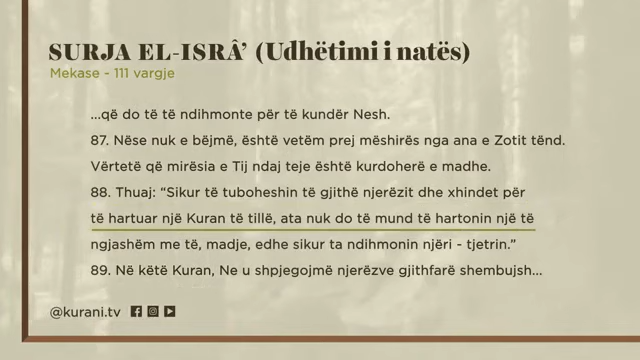 SURJA EL-ISRÂ’ (Udhëtimi i natës)
Mekase - 111 vargje
...që do të të ndihmonte për të kundër Nesh.
87. Nëse nuk e bëjmë, është vetëm prej mëshirës nga ana e Zotit tënd.
Vërtetë që mirësia e Tij ndaj teje është kurdoherë e madhe.
88. Thuaj: “Sikur të tuboheshin të gjithë njerëzit dhe xhindet për
të hartuar një Kuran të tillë, ata nuk do të mund të hartonin një të
ngjashëm me të, madje, edhe sikur ta ndihmonin njëri - tjetrin.”
89. Në këtë Kuran, Ne u shpjegojmë njerëzve gjithfarë shembujsh...
@kurani.tv